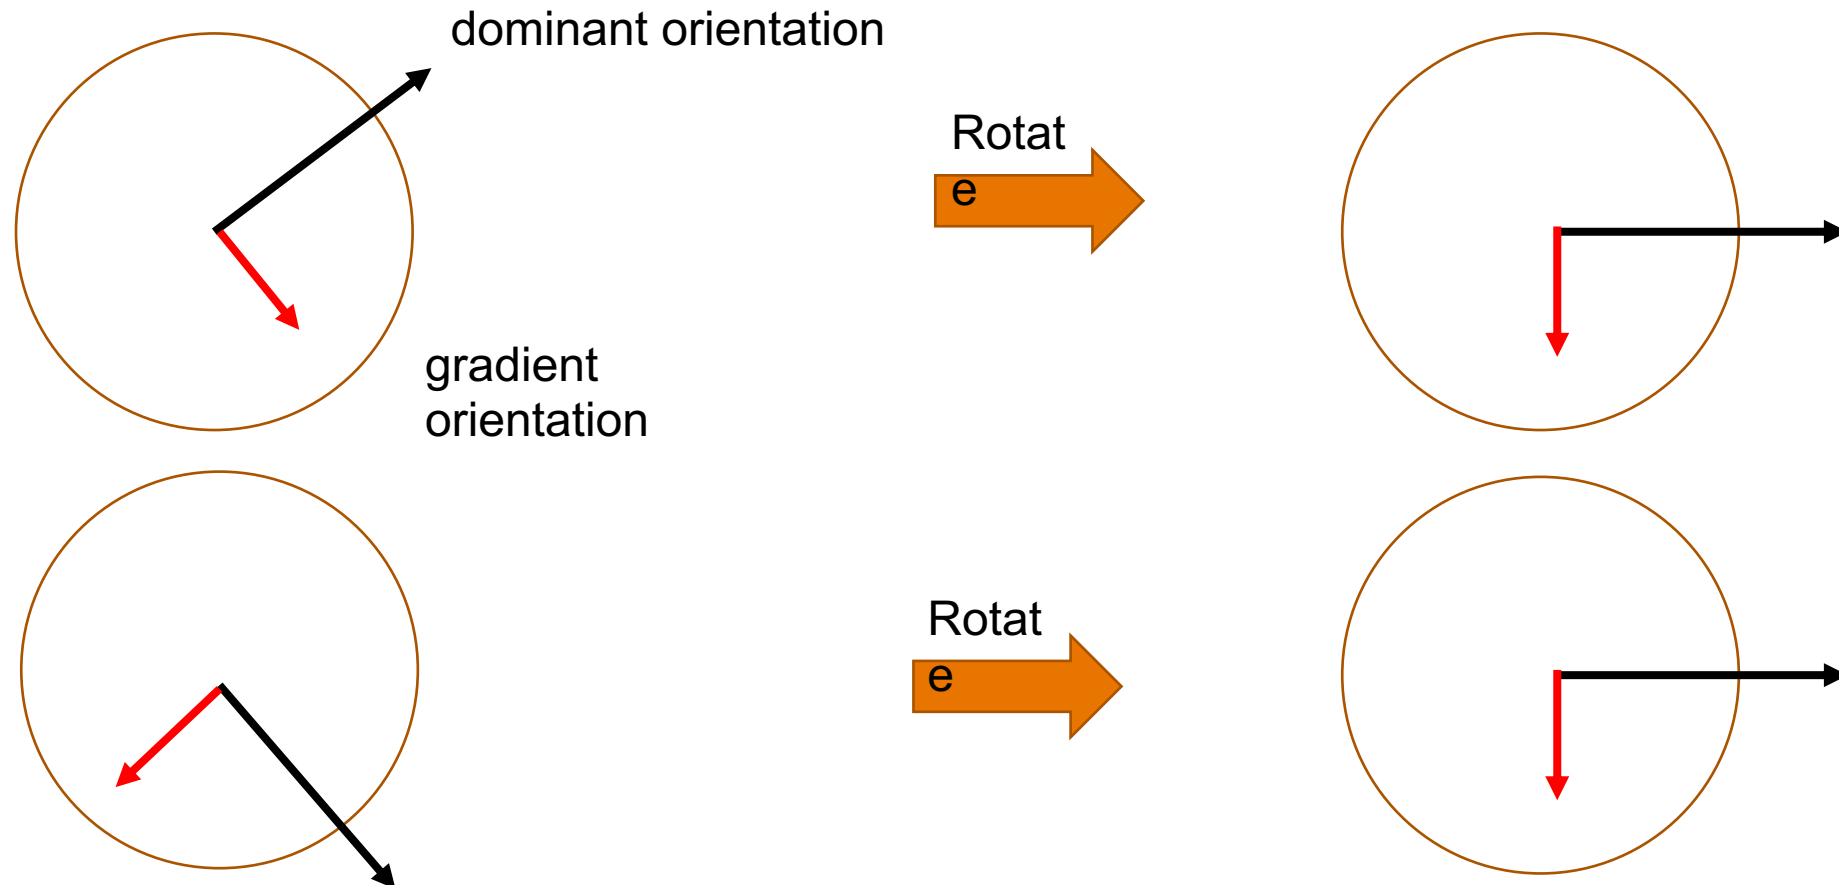 dominant orientation
Rotat
e
gradient
orientation
Rotat
e